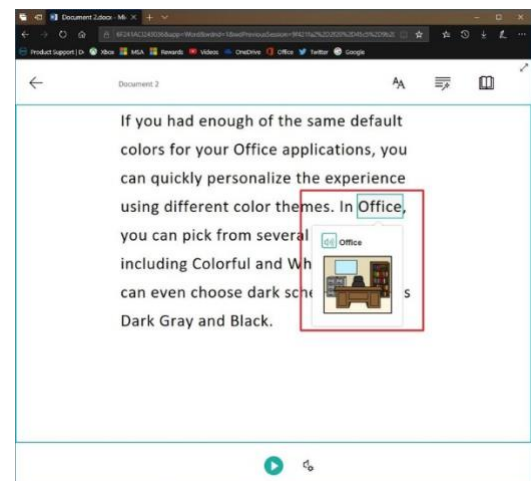 Document 2.docx - Mi
Product Support | D- Xbox MSA Rewards Videos OneDrive Office Twitter Google
Document 2
If you had enough of the same default
colors for your Office applications, you
can quickly personalize the experience
using different color themes. In Office,
you can pick from several
Office
including Colorful and Wh
can even choose dark sche s
Dark Gray and Black.